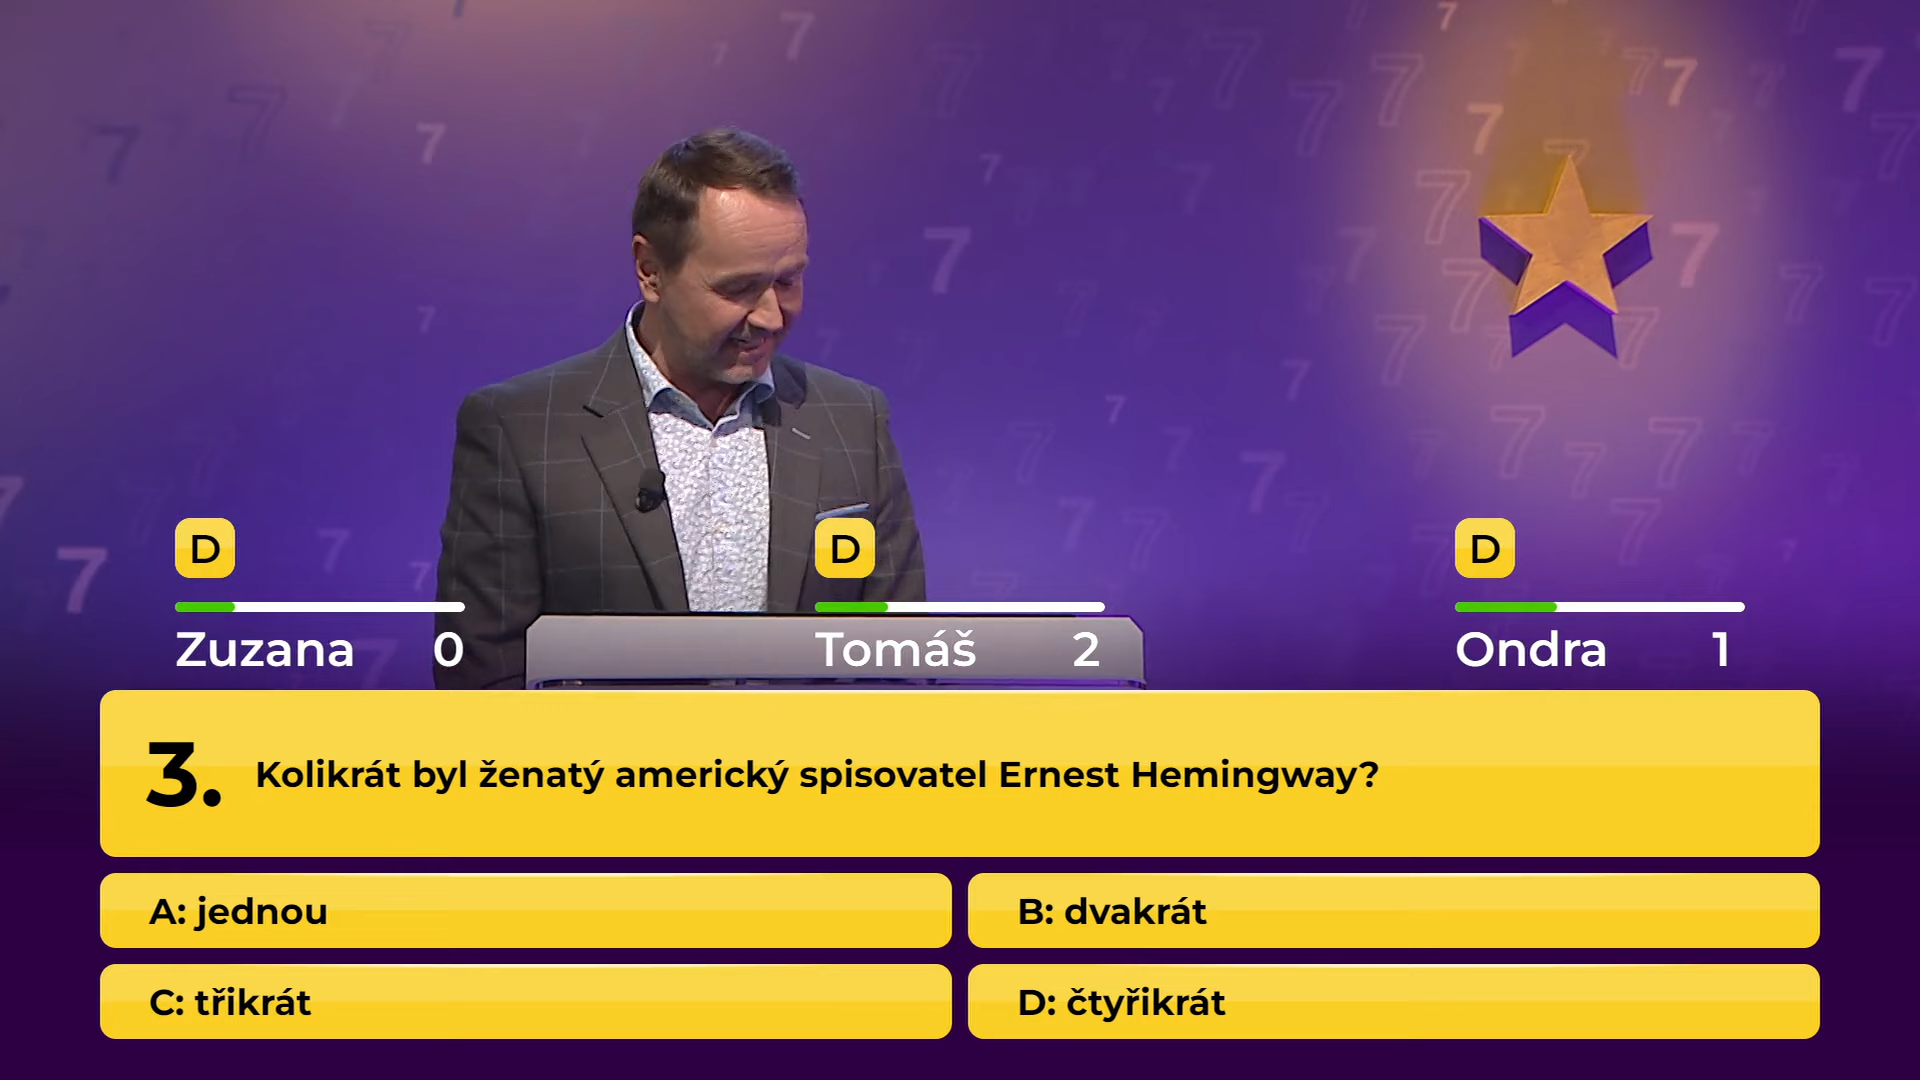 D
D
D
Zuzana 0
Tomáš 2
Ondra 1
3. Kolikrát byl ženatý americký spisovatel Ernest Hemingway?
A: jednou
B: dvakrát
C: třikrát
D: čtyřikrát